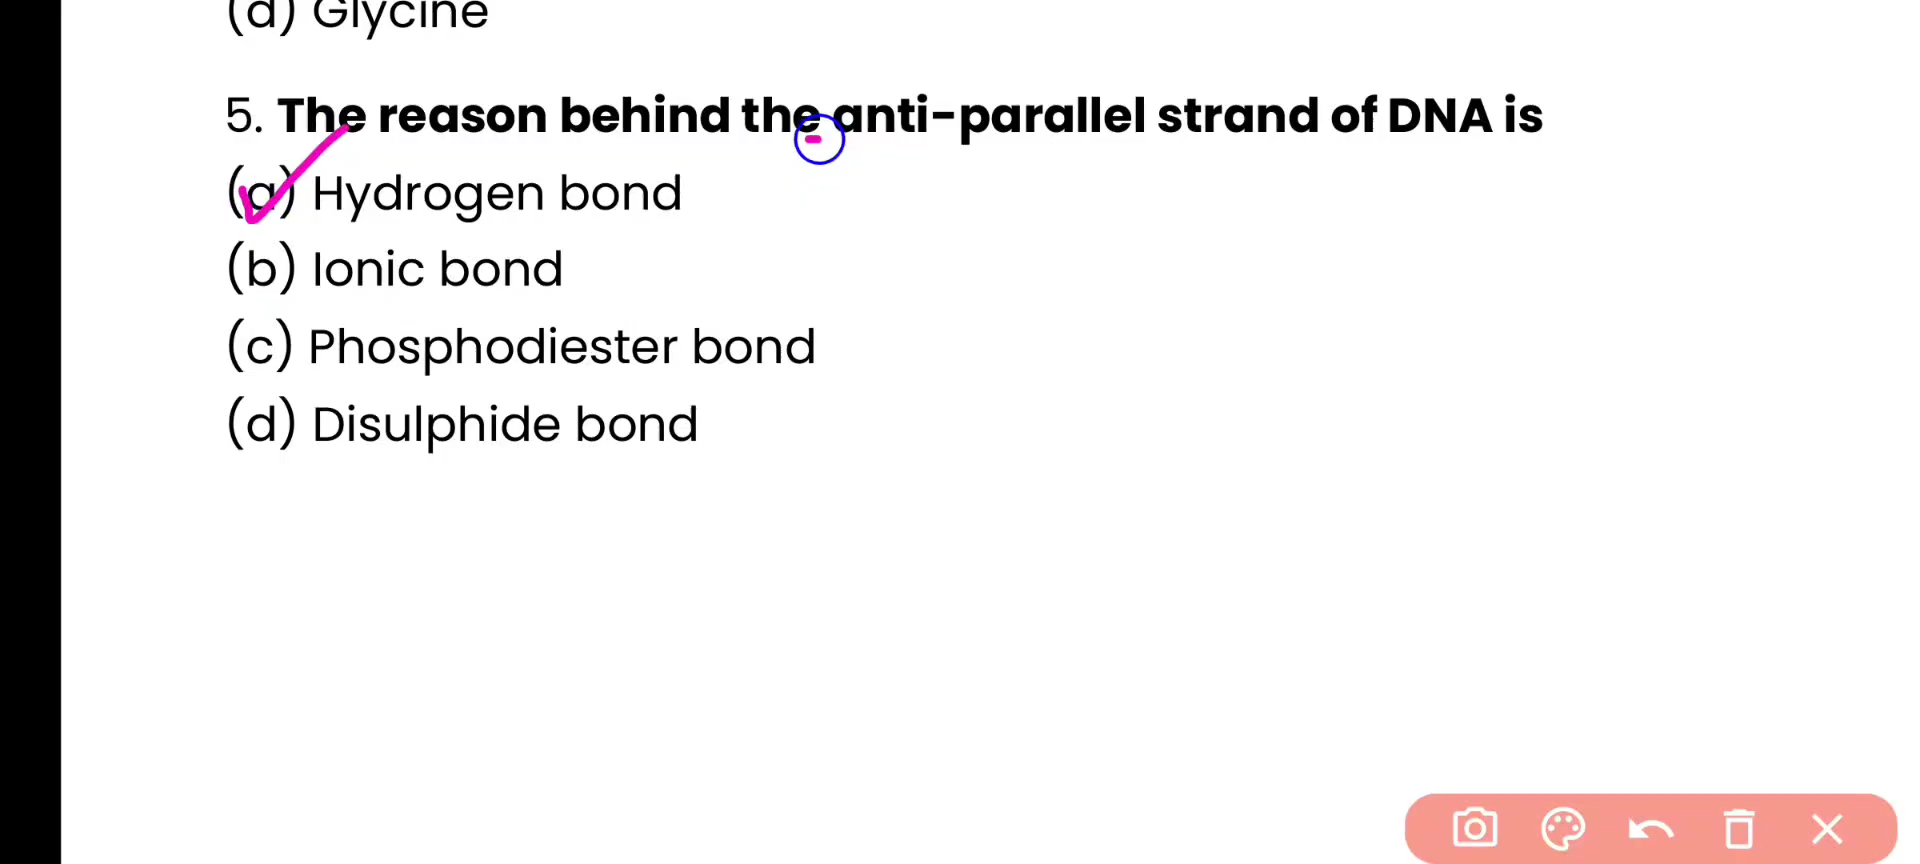 (d) Glycine
5. The reason behind the anti-parallel strand of DNA is
(a) Hydrogen bond
(b) Ionic bond
(c) Phosphodiester bond
(d) Disulphide bond